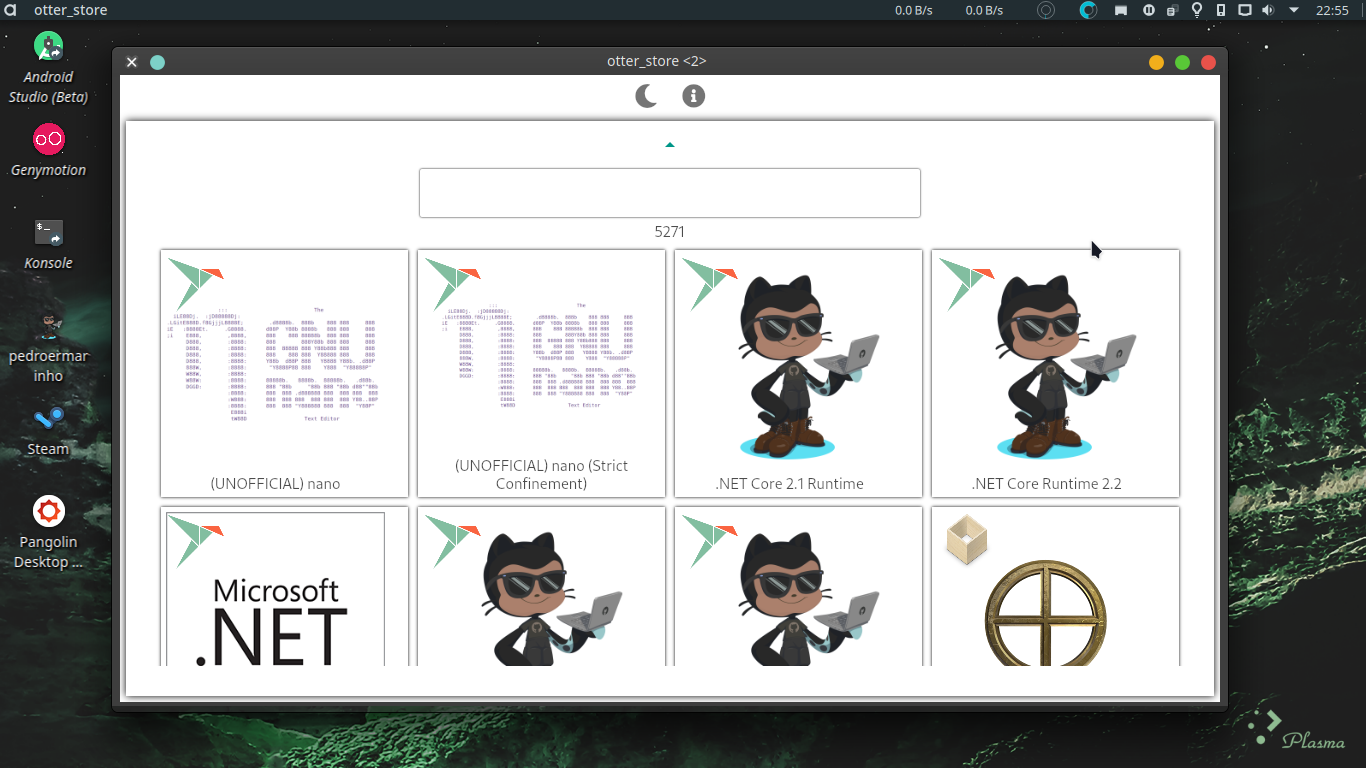 otter_store
0.0 B/s
0.0 B/s
22:55
Android
Studio (Beta)
Genymotion
$_
Konsole
pedroermar
inho
Steam
Pangolin
Desktop ...
otter_store <2>
5271
The
Text Editor
(UNOFFICIAL) nano
The
Text Editor
(UNOFFICIAL) nano (Strict
Confinement)
.NET Core 2.1 Runtime
.NET Core Runtime 2.2
Microsoft
.NET
Plasma